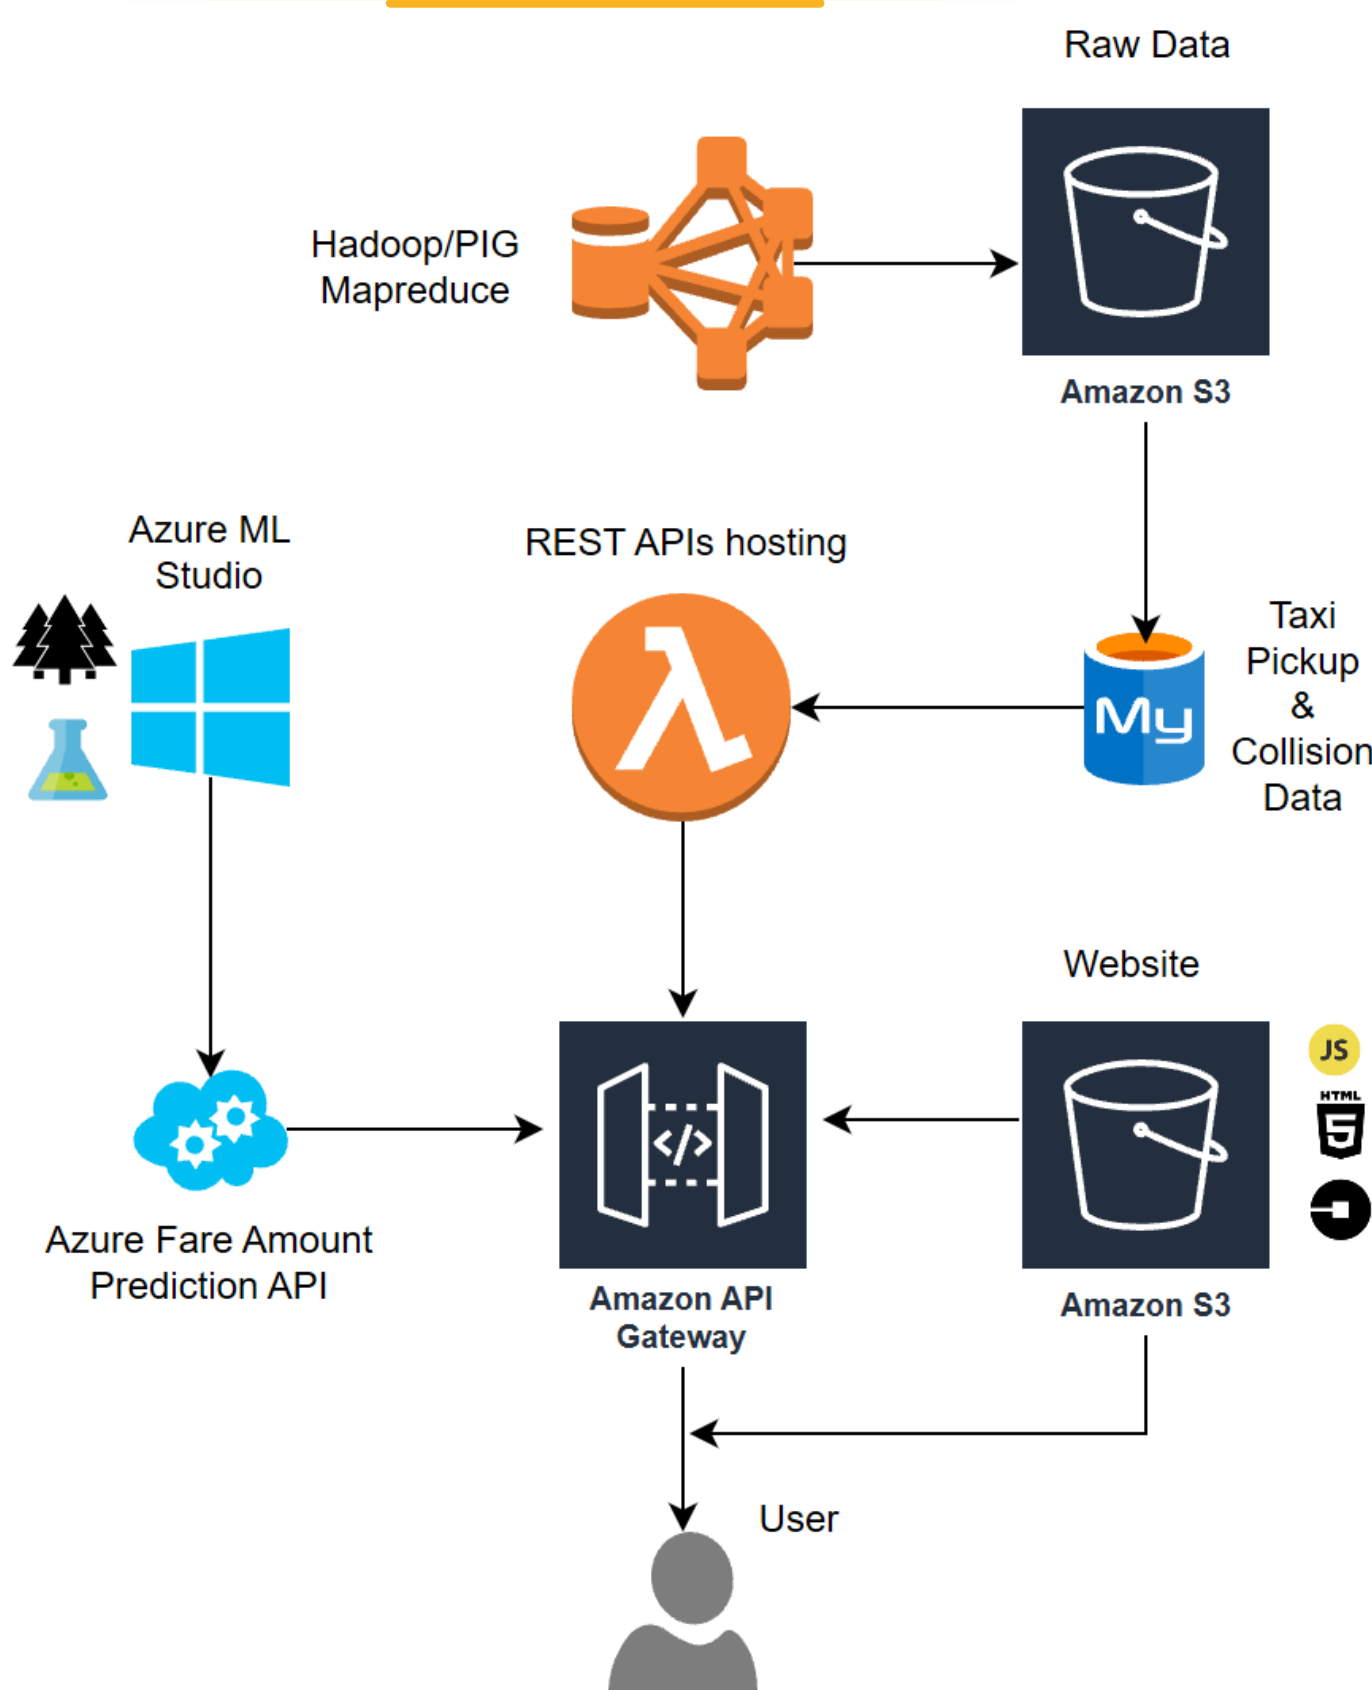 Raw Data
Hadoop/PIG
Mapreduce
Amazon S3
Azure ML
Studio
REST APIs hosting
Taxi
Pickup
&
Collision
Data
My
Website
JS
HTML
5
</>
Azure Fare Amount
Prediction API
Amazon API
Gateway
Amazon S3
User